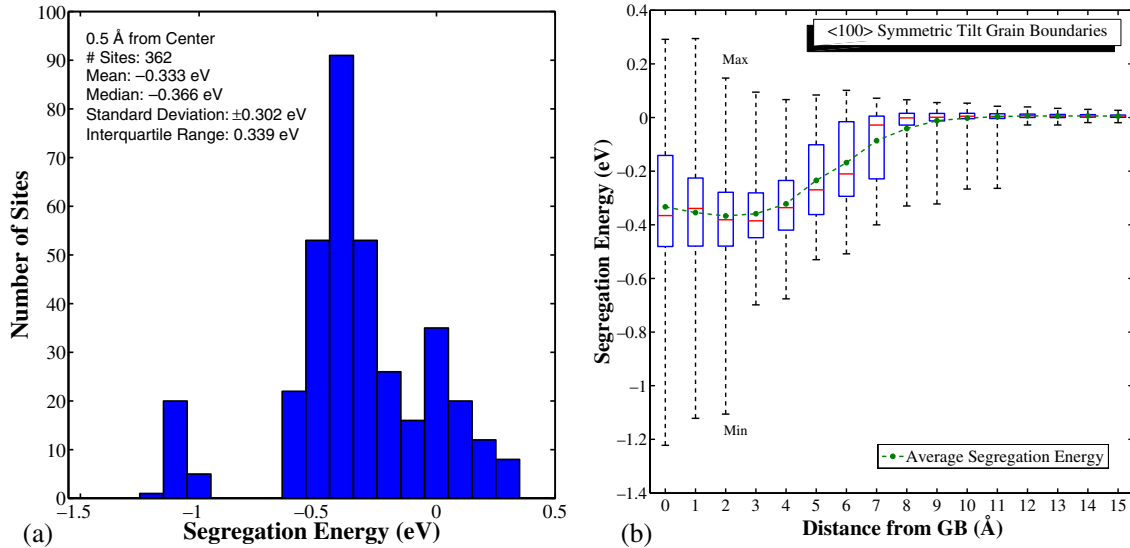 0.5 Å from Center
# Sites: 362
Mean: −0.333 eV
Median: −0.366 eV
Standard Deviation: ±0.302 eV
Interquartile Range: 0.339 eV
100
90
80
70
60
50
40
30
20
10
0
Number of Sites
−1.5 −1 −0.5 0 0.5
Segregation Energy (eV)
(a)
<100> Symmetric Tilt Grain Boundaries
Max
Min
Average Segregation Energy
0.4
0.2
0
−0.2
−0.4
−0.6
−0.8
−1
−1.2
−1.4
Segregation Energy (eV)
0 1 2 3 4 5 6 7 8 9 10 11 12 13 14 15
Distance from GB (Å)
(b)